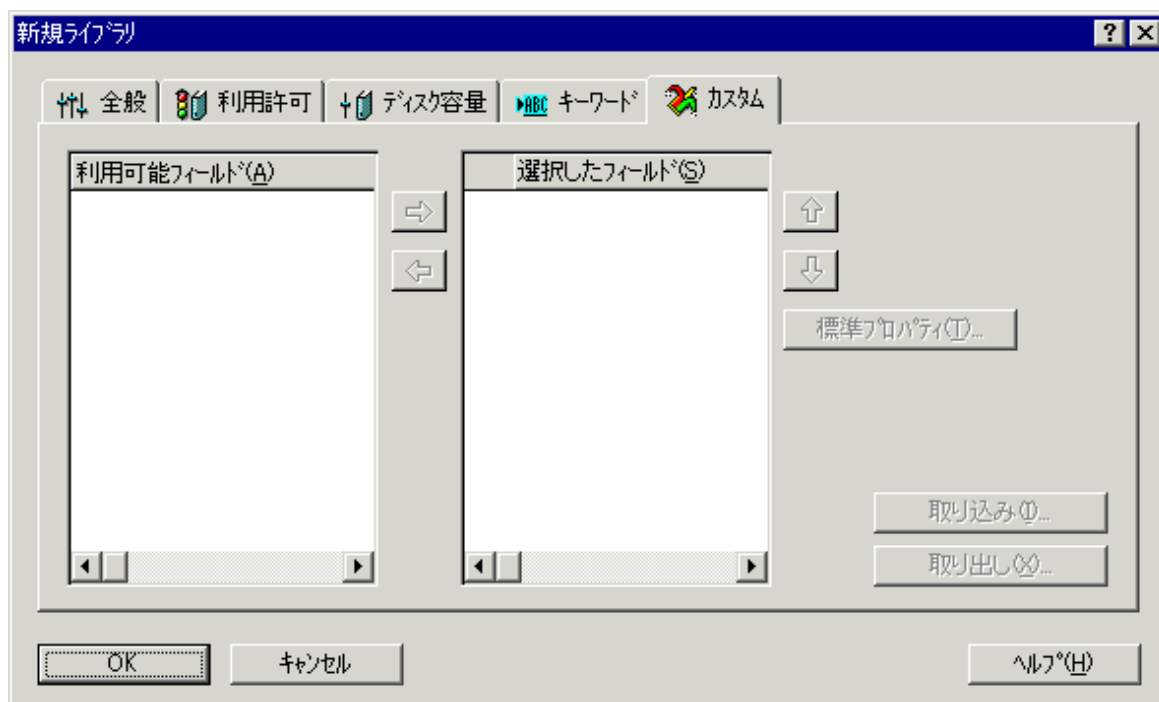 新規ライブラリ
全般 利用許可 ディスク容量 ABC キーワード カスタム
利用可能フィールド(A) 選択したフィールド(S)
標準プロパティ(T)...
取り込み(I)...
取り出し(X)...
OK キャンセル ヘルプ(H)